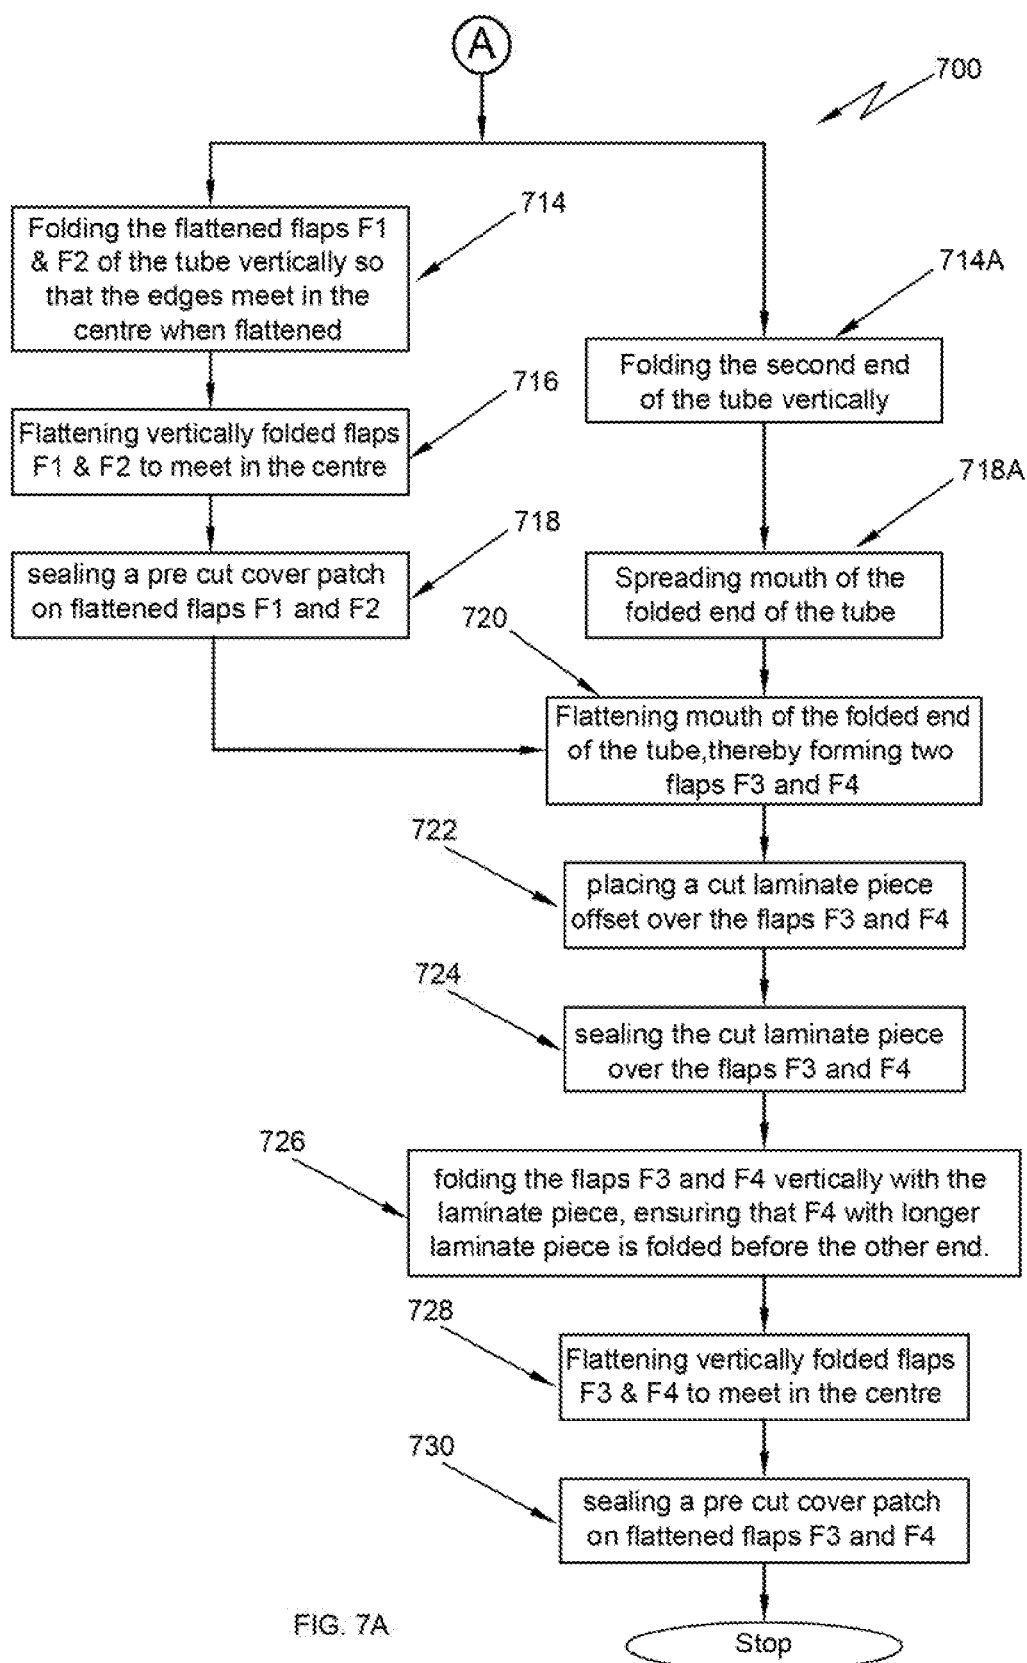 A
700
714
Folding the flattened flaps F1
& F2 of the tube vertically so
that the edges meet in the
centre when flattened
714A
Folding the second end
of the tube vertically
716
Flattening vertically folded flaps
F1 & F2 to meet in the centre
718A
718
sealing a pre cut cover patch
on flattened flaps F1 and F2
Spreading mouth of the
folded end of the tube
720
Flattening mouth of the folded end
of the tube,thereby forming two
flaps F3 and F4
722
placing a cut laminate piece
offset over the flaps F3 and F4
724
sealing the cut laminate piece
over the flaps F3 and F4
726
folding the flaps F3 and F4 vertically with the
laminate piece, ensuring that F4 with longer
laminate piece is folded before the other end.
728
Flattening vertically folded flaps
F3 & F4 to meet in the centre
730
sealing a pre cut cover patch
on flattened flaps F3 and F4
FIG. 7A
Stop